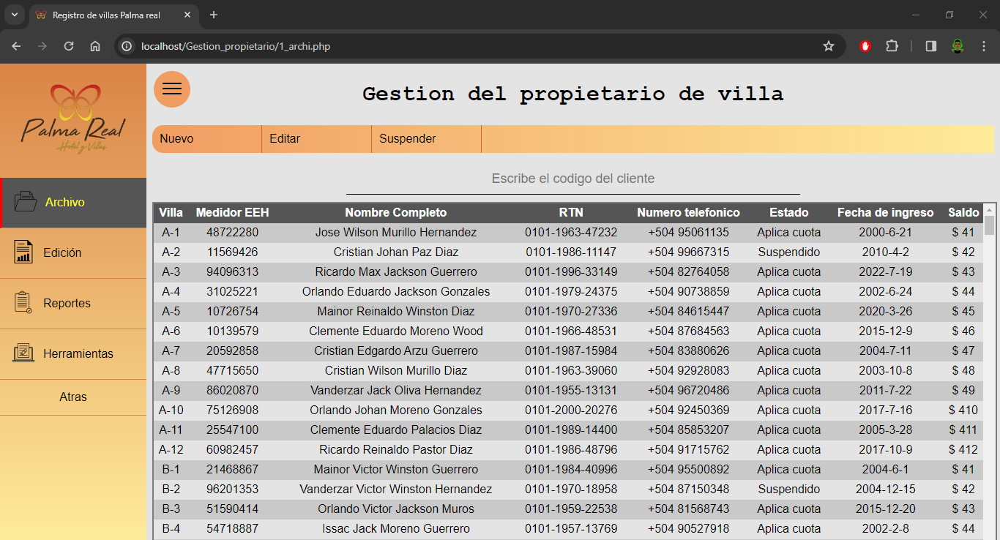 Registro de villas Palma real
localhost/Gestion_propietario/1_archi.php
Palma Real
Hotel y Villas
Archivo
Edición
Reportes
Herramientas
Atras
Gestion del propietario de villa
Nuevo Editar Suspender
Escribe el codigo del cliente
Villa Medidor EEH Nombre Completo RTN Numero telefonico Estado Fecha de ingreso Saldo
A-1 48722280 Jose Wilson Murillo Hernandez 0101-1963-47232 +504 95061135 Aplica cuota 2000-6-21 $ 41
A-2 11569426 Cristian Johan Paz Diaz 0101-1986-11147 +504 99667315 Suspendido 2010-4-2 $ 42
A-3 94096313 Ricardo Max Jackson Guerrero 0101-1996-33149 +504 82764058 Aplica cuota 2022-7-19 $ 43
A-4 31025221 Orlando Eduardo Jackson Gonzales 0101-1979-24375 +504 90738859 Aplica cuota 2002-6-24 $ 44
A-5 10726754 Mainor Reinaldo Winston Diaz 0101-1970-27336 +504 84615447 Aplica cuota 2020-3-26 $ 45
A-6 10139579 Clemente Eduardo Moreno Wood 0101-1966-48531 +504 87684563 Aplica cuota 2015-12-9 $ 46
A-7 20592858 Cristian Edgardo Arzu Guerrero 0101-1987-15984 +504 83880626 Aplica cuota 2004-7-11 $ 47
A-8 47715650 Cristian Wilson Murillo Diaz 0101-1963-39060 +504 92928083 Aplica cuota 2003-10-8 $ 48
A-9 86020870 Vanderzar Jack Oliva Hernandez 0101-1955-13131 +504 96720486 Aplica cuota 2011-7-22 $ 49
A-10 75126908 Orlando Johan Moreno Gonzales 0101-2000-20276 +504 92450369 Aplica cuota 2017-7-16 $ 410
A-11 25547100 Clemente Eduardo Palacios Diaz 0101-1989-14400 +504 85853207 Aplica cuota 2005-3-28 $ 411
A-12 60982457 Ricardo Reinaldo Pastor Diaz 0101-1986-48796 +504 91715762 Aplica cuota 2017-10-9 $ 412
B-1 21468867 Mainor Victor Winston Guerrero 0101-1984-40996 +504 95500892 Aplica cuota 2004-6-1 $ 41
B-2 96201353 Vanderzar Victor Winston Hernandez 0101-1970-18958 +504 87150348 Suspendido 2004-12-15 $ 42
B-3 51590414 Orlando Victor Jackson Muros 0101-1959-22538 +504 81568743 Aplica cuota 2015-12-20 $ 43
B-4 54718887 Issac Jack Moreno Guerrero 0101-1957-13769 +504 90527918 Aplica cuota 2002-2-8 $ 44